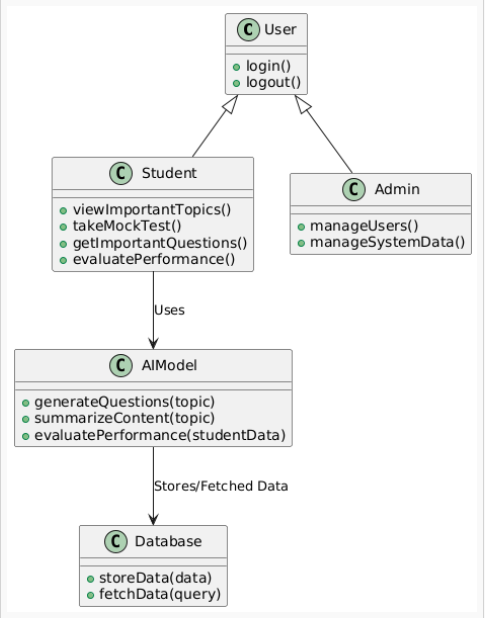 C User
login()
logout()
C Student
viewImportantTopics()
takeMockTest()
getImportantQuestions()
evaluatePerformance()
C Admin
manageUsers()
manageSystemData()
Uses
C AIModel
generateQuestions(topic)
summarizeContent(topic)
evaluatePerformance(studentData)
Stores/Fetched Data
C Database
storeData(data)
fetchData(query)